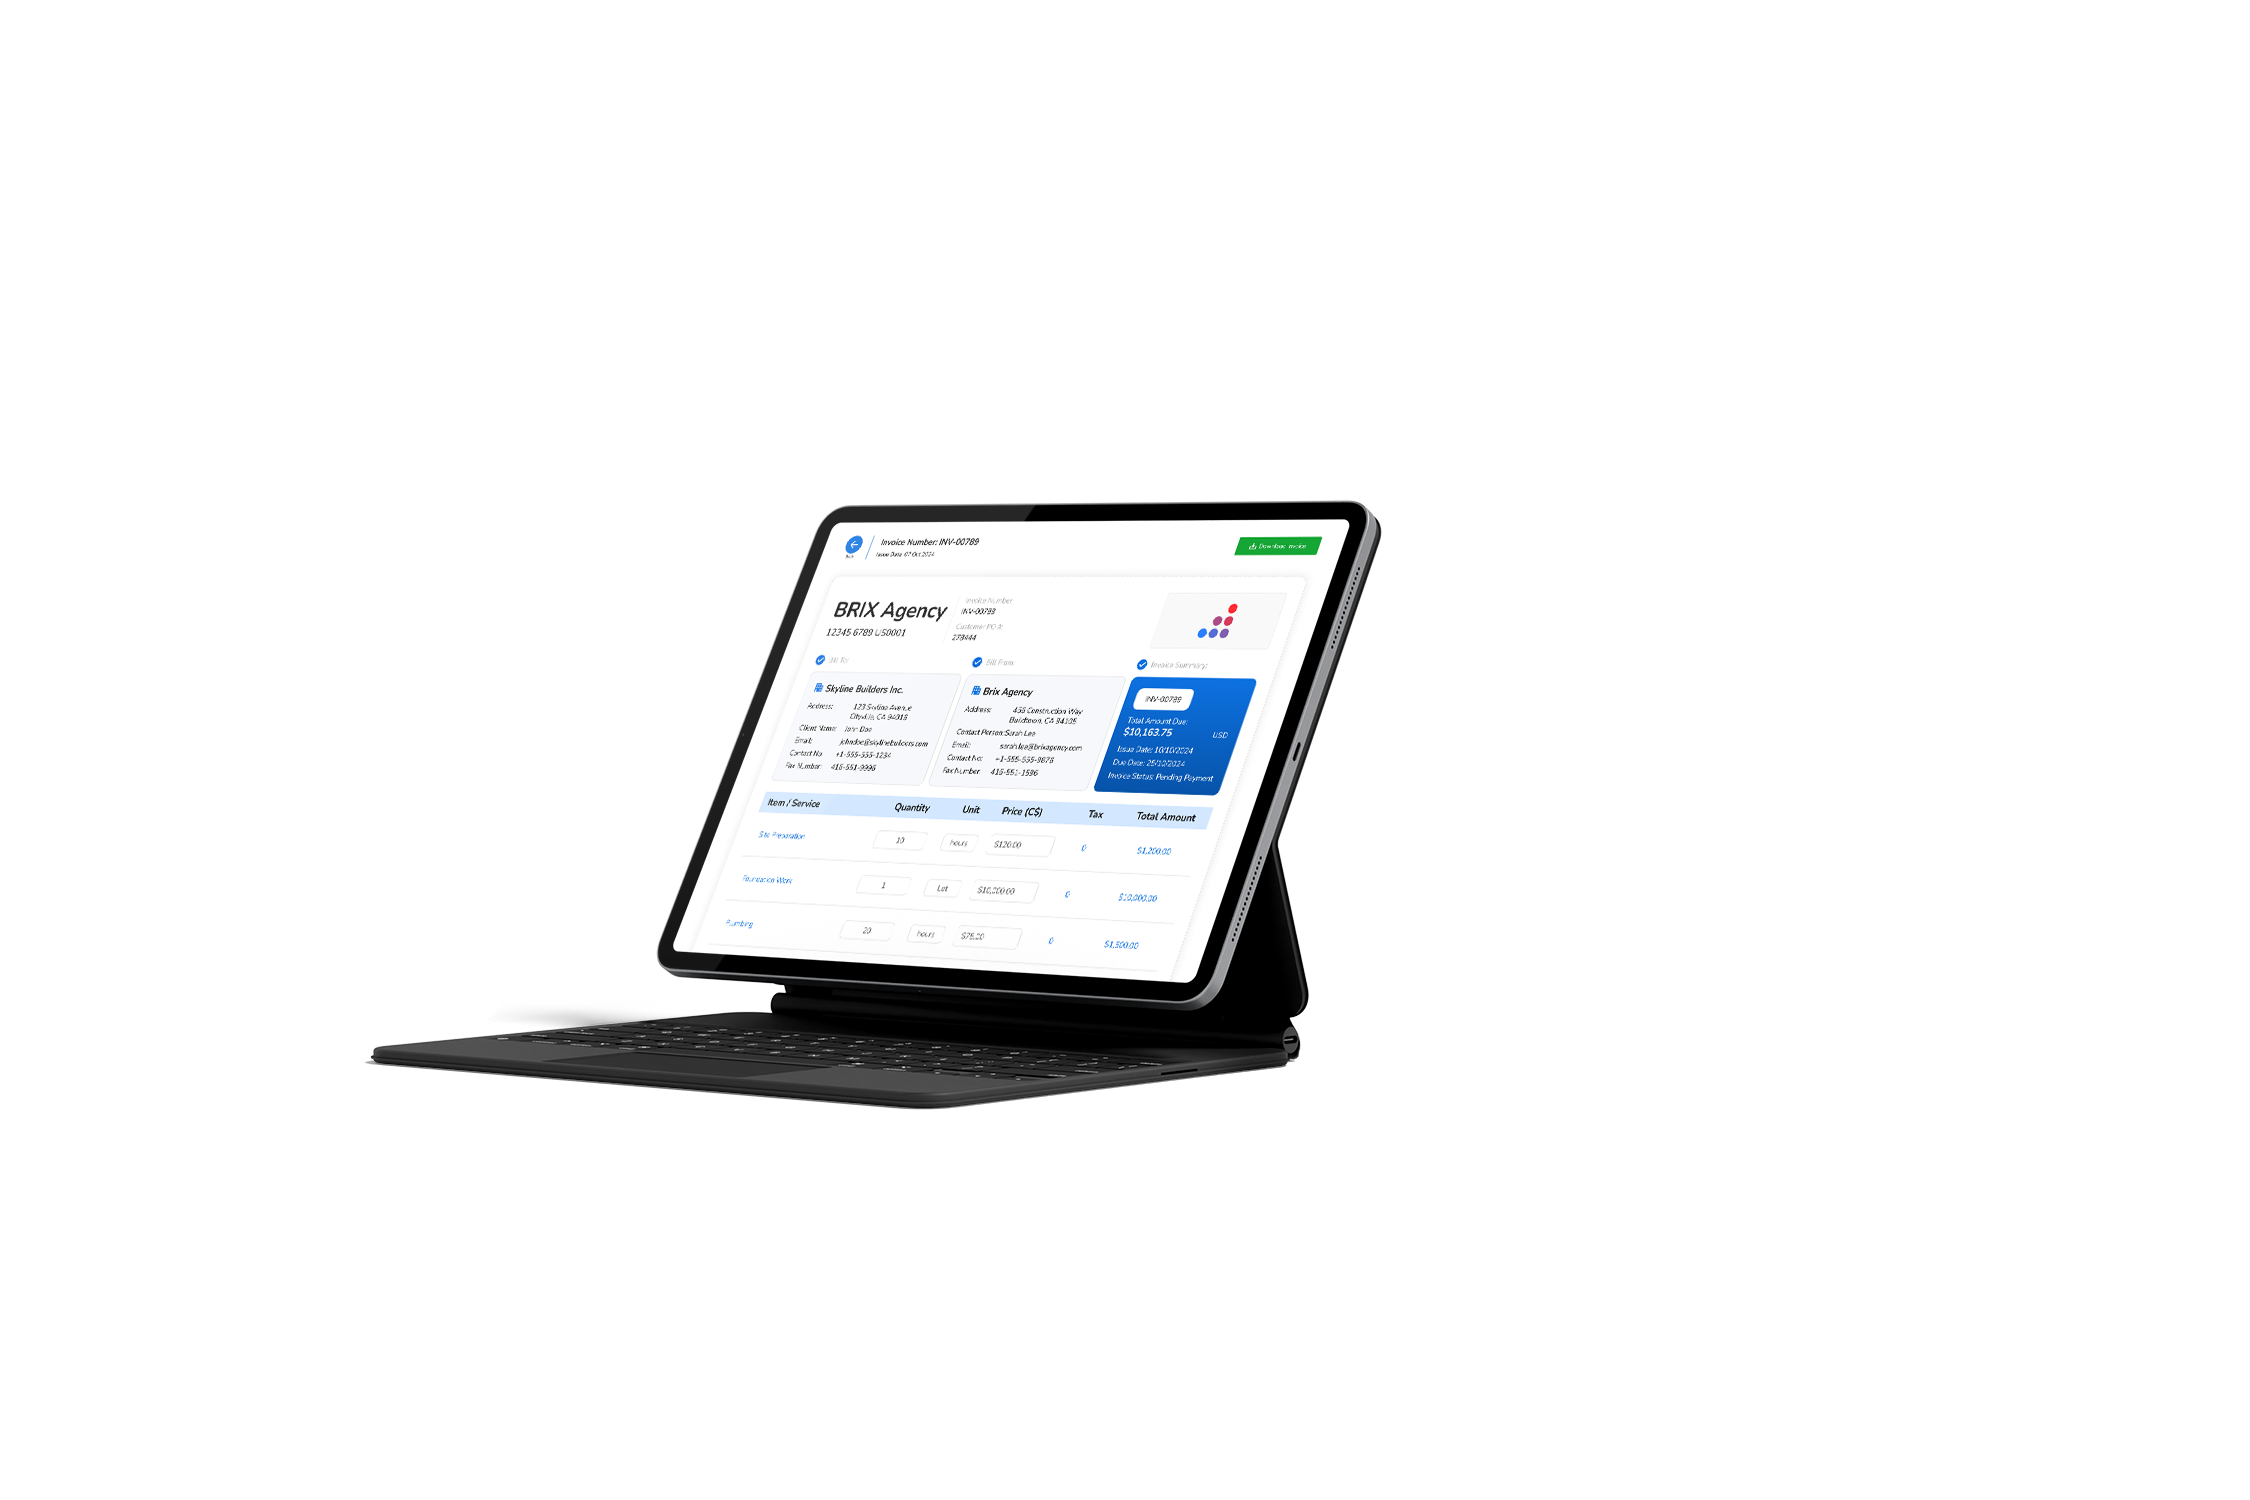 Invoice Number: INV-00789
Issue Date: 07 Oct 2024
Back
Download Invoice
BRIX Agency
12345 6789 US0001
Invoice Number
INV-00789
Customer PO #:
278444
Bill To:
Skyline Builders Inc.
Address: 123 Skyline Avenue
Cityville, CA 94016
Client Name: John Doe
Email: johndoe@skylinebuilders.com
Contact No: +1-555-555-1234
Fax Number: 416-551-9996
Bill From:
Brix Agency
Address: 456 Construction Way
Buildtown, CA 94105
Contact Person: Sarah Lee
Email: sarah.lee@brixagency.com
Contact No: +1-555-555-9876
Fax Number: 416-551-1596
Invoice Summary:
INV-00789
Total Amount Due:
$10,163.75 USD
Issue Date: 10/10/2024
Due Date: 25/10/2024
Invoice Status: Pending Payment
Item / Service Quantity Unit Price (C$) Tax Total Amount
Site Preparation 10 hours $120.00 0 $1,200.00
Foundation Work 1 Lot $10,000.00 0 $10,000.00
Plumbing 20 hours $75.00 0 $1,500.00